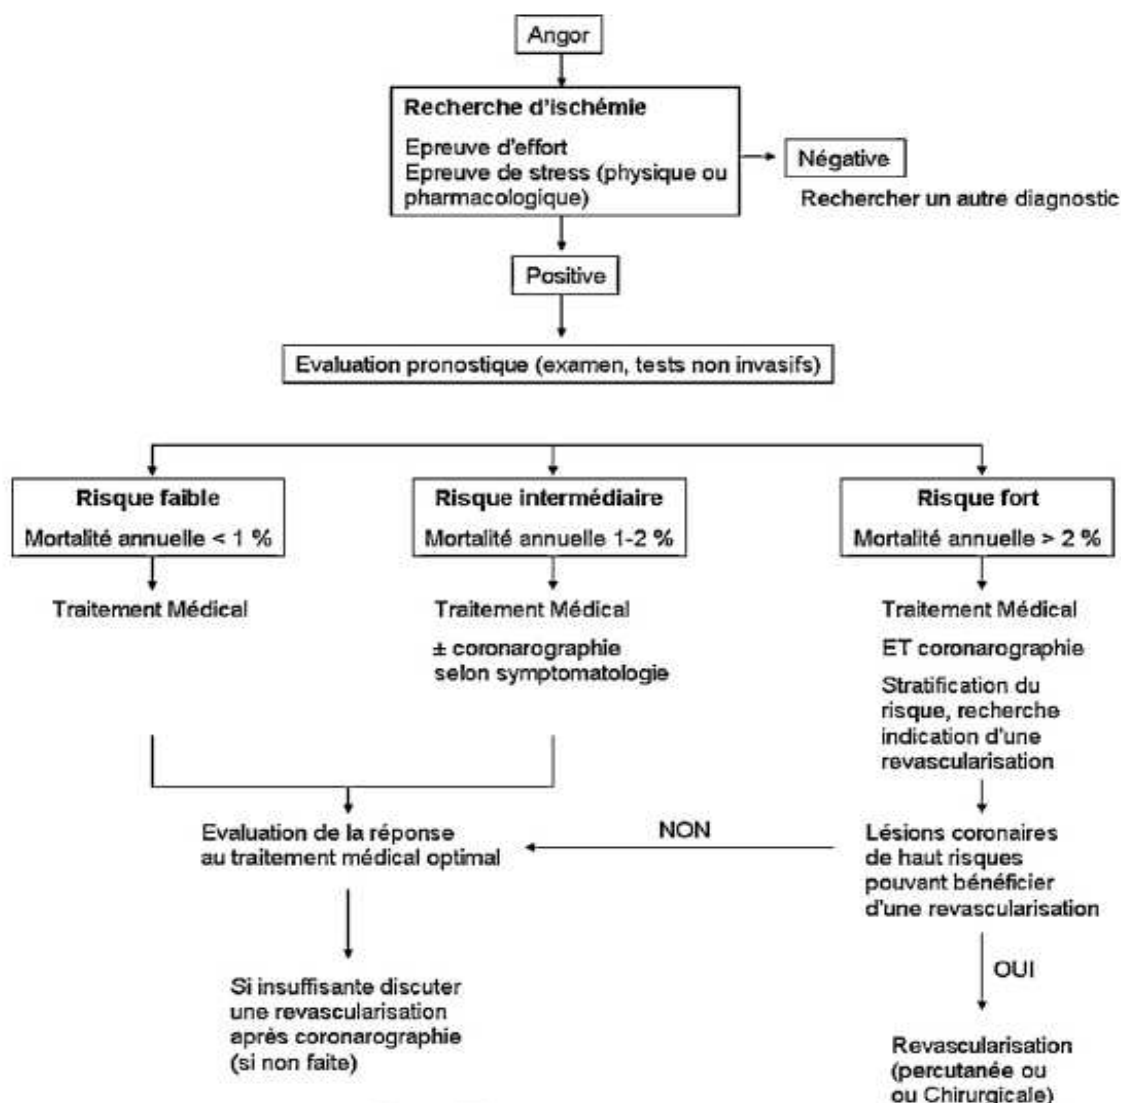 Angor
Recherche d'ischémie
Epreuve d'effort
Epreuve de stress (physique ou
pharmacologique)
Négative
Rechercher un autre diagnostic
Positive
Evaluation pronostique (examen, tests non invasifs)
Risque faible
Mortalité annuelle < 1 %
Risque intermédiaire
Mortalité annuelle 1-2 %
Risque fort
Mortalité annuelle > 2 %
Traitement Médical
Traitement Médical
± coronarographie
selon symptomatologie
Traitement Médical
ET coronarographie
Stratification du
risque, recherche
indication d'une
revascularisation
Evaluation de la réponse
au traitement médical optimal
NON
Lésions coronaires
de haut risques
pouvant bénéficier
d'une revascularisation
OUI
Si insuffisante discuter
une revascularisation
après coronarographie
(si non faite)
Revascularisation
(percutanée ou
ou Chirurgicale)